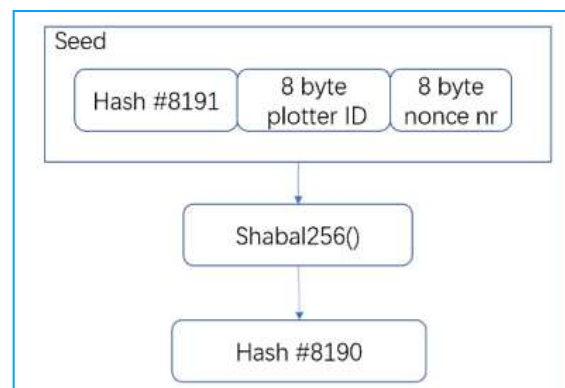 Seed
Hash #8191
8 byte
plotter ID
8 byte
nonce nr
Shabal256()
Hash #8190